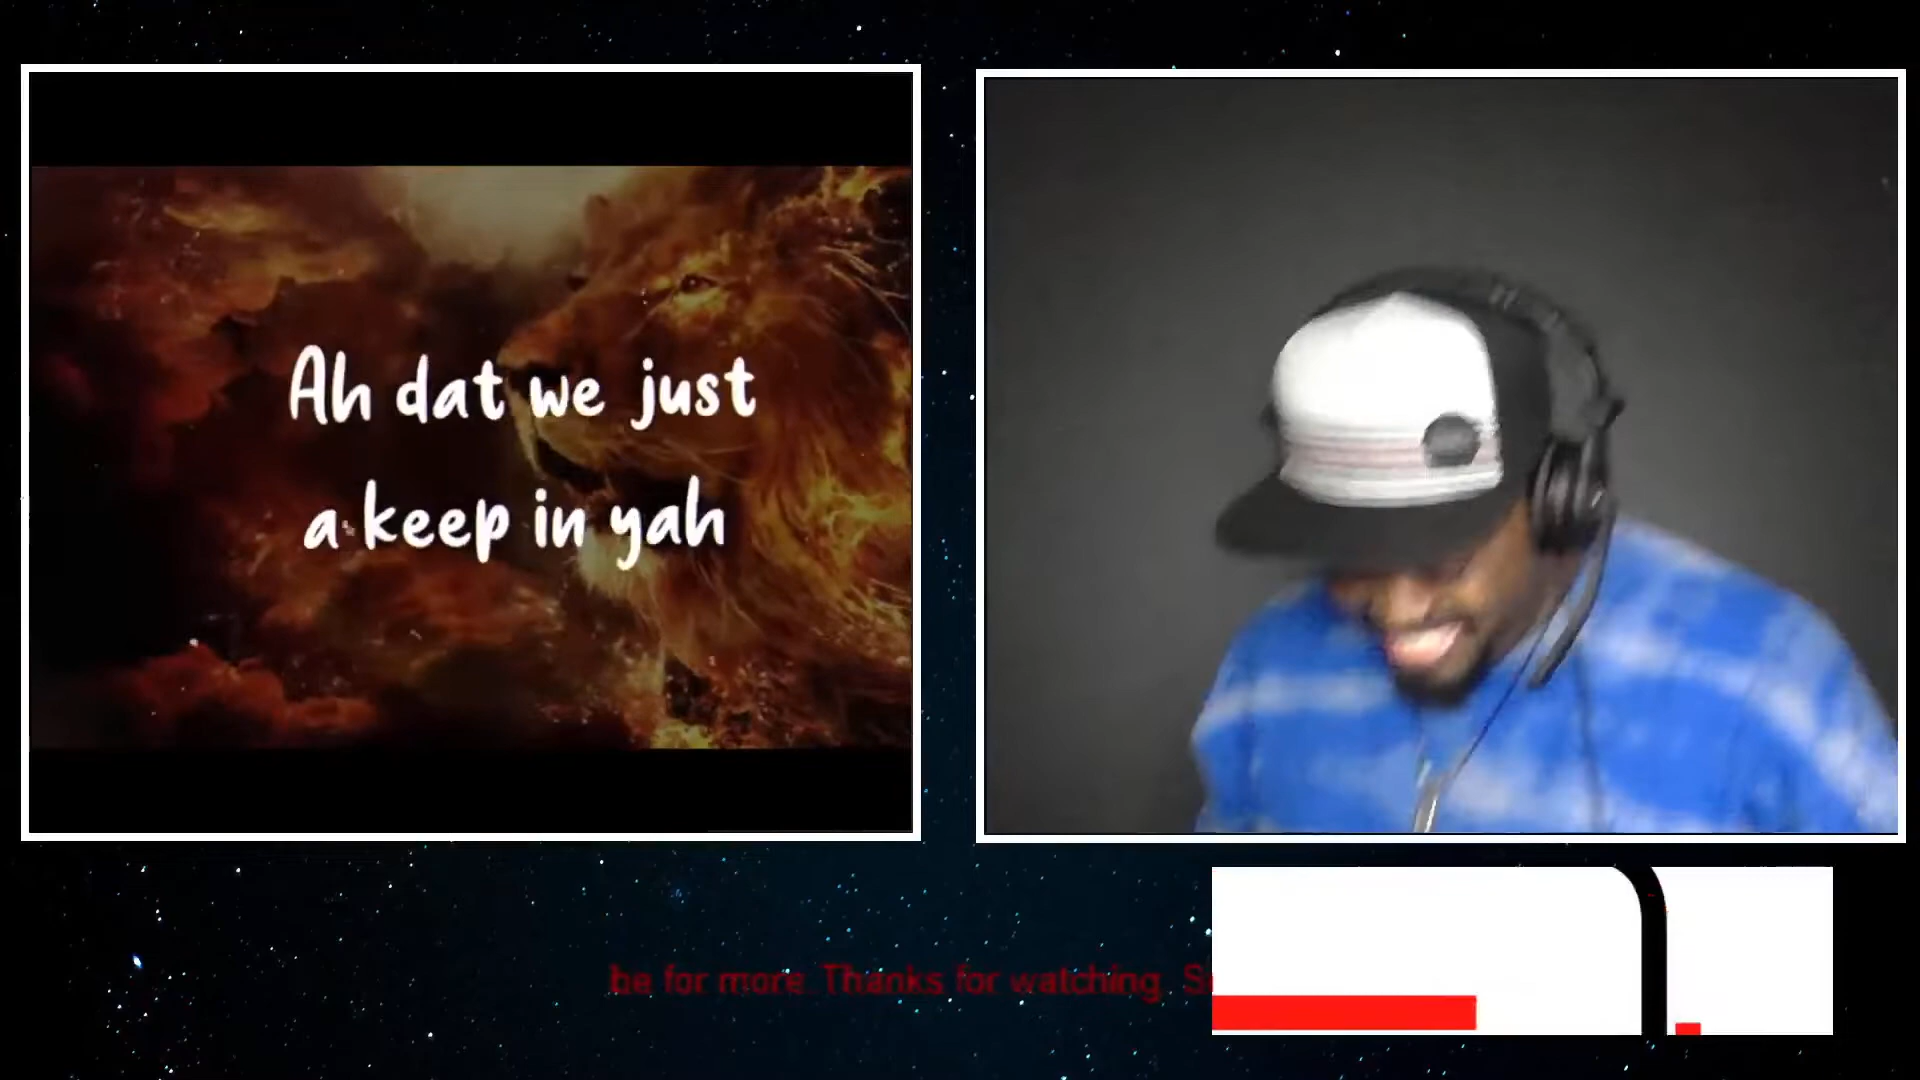 Ah dat we just
a keep in yah
be for more. Thanks for watching. S